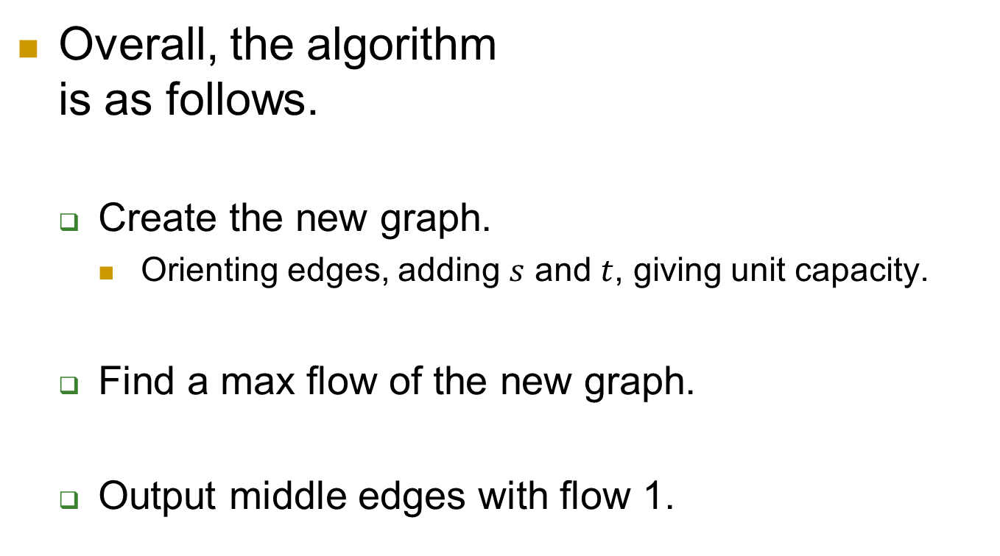 Overall, the algorithm
is as follows.
Create the new graph.
Orienting edges, adding 𝑠 and 𝑡, giving unit capacity.
Find a max flow of the new graph.
Output middle edges with flow 1.